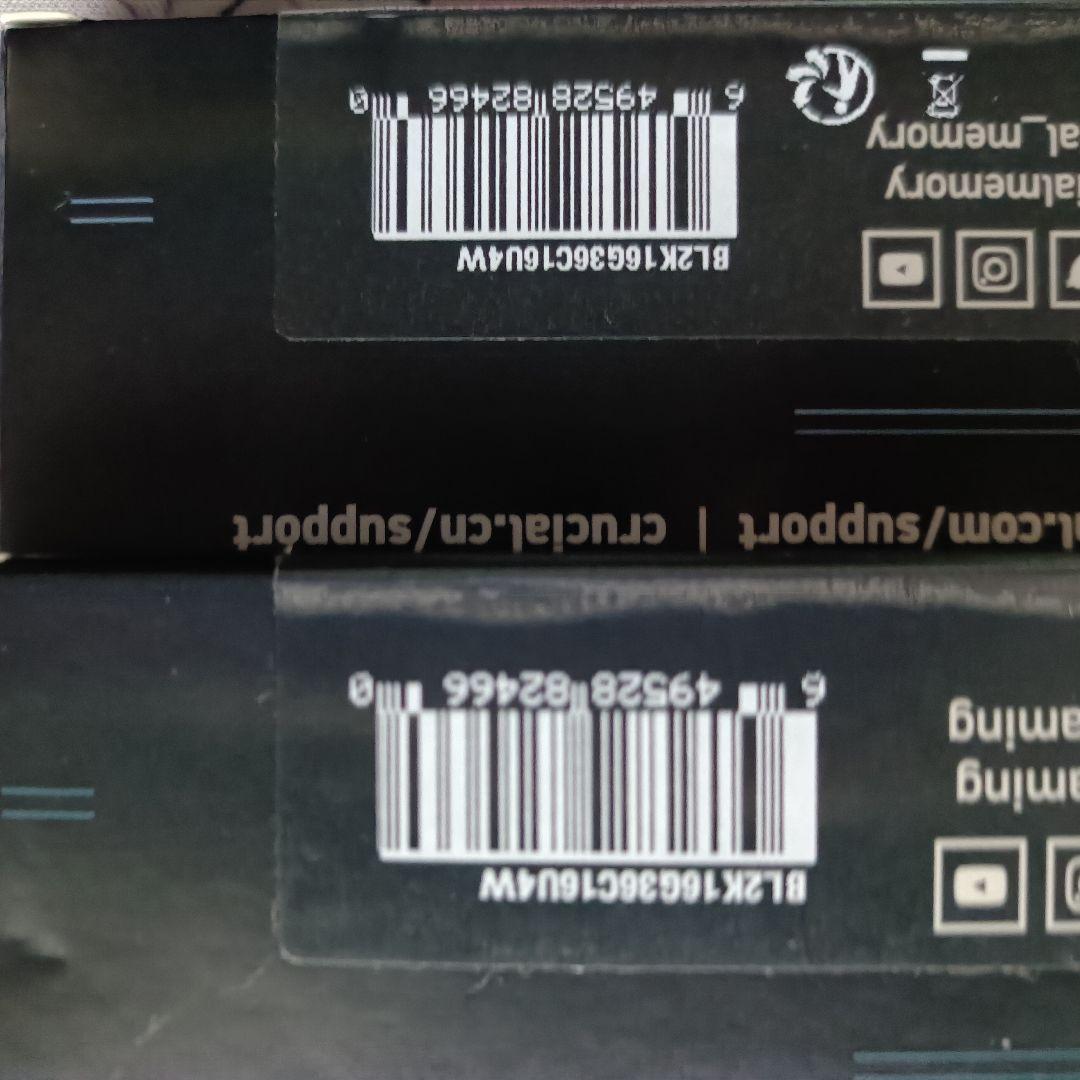 BL2K16G36C16U4W
aming
aming
6 49528 82466 0
al.com/support | crucial.cn/support
BL2K16G36C16U4W
ialmemory
al_memory
6 49528 82466 0